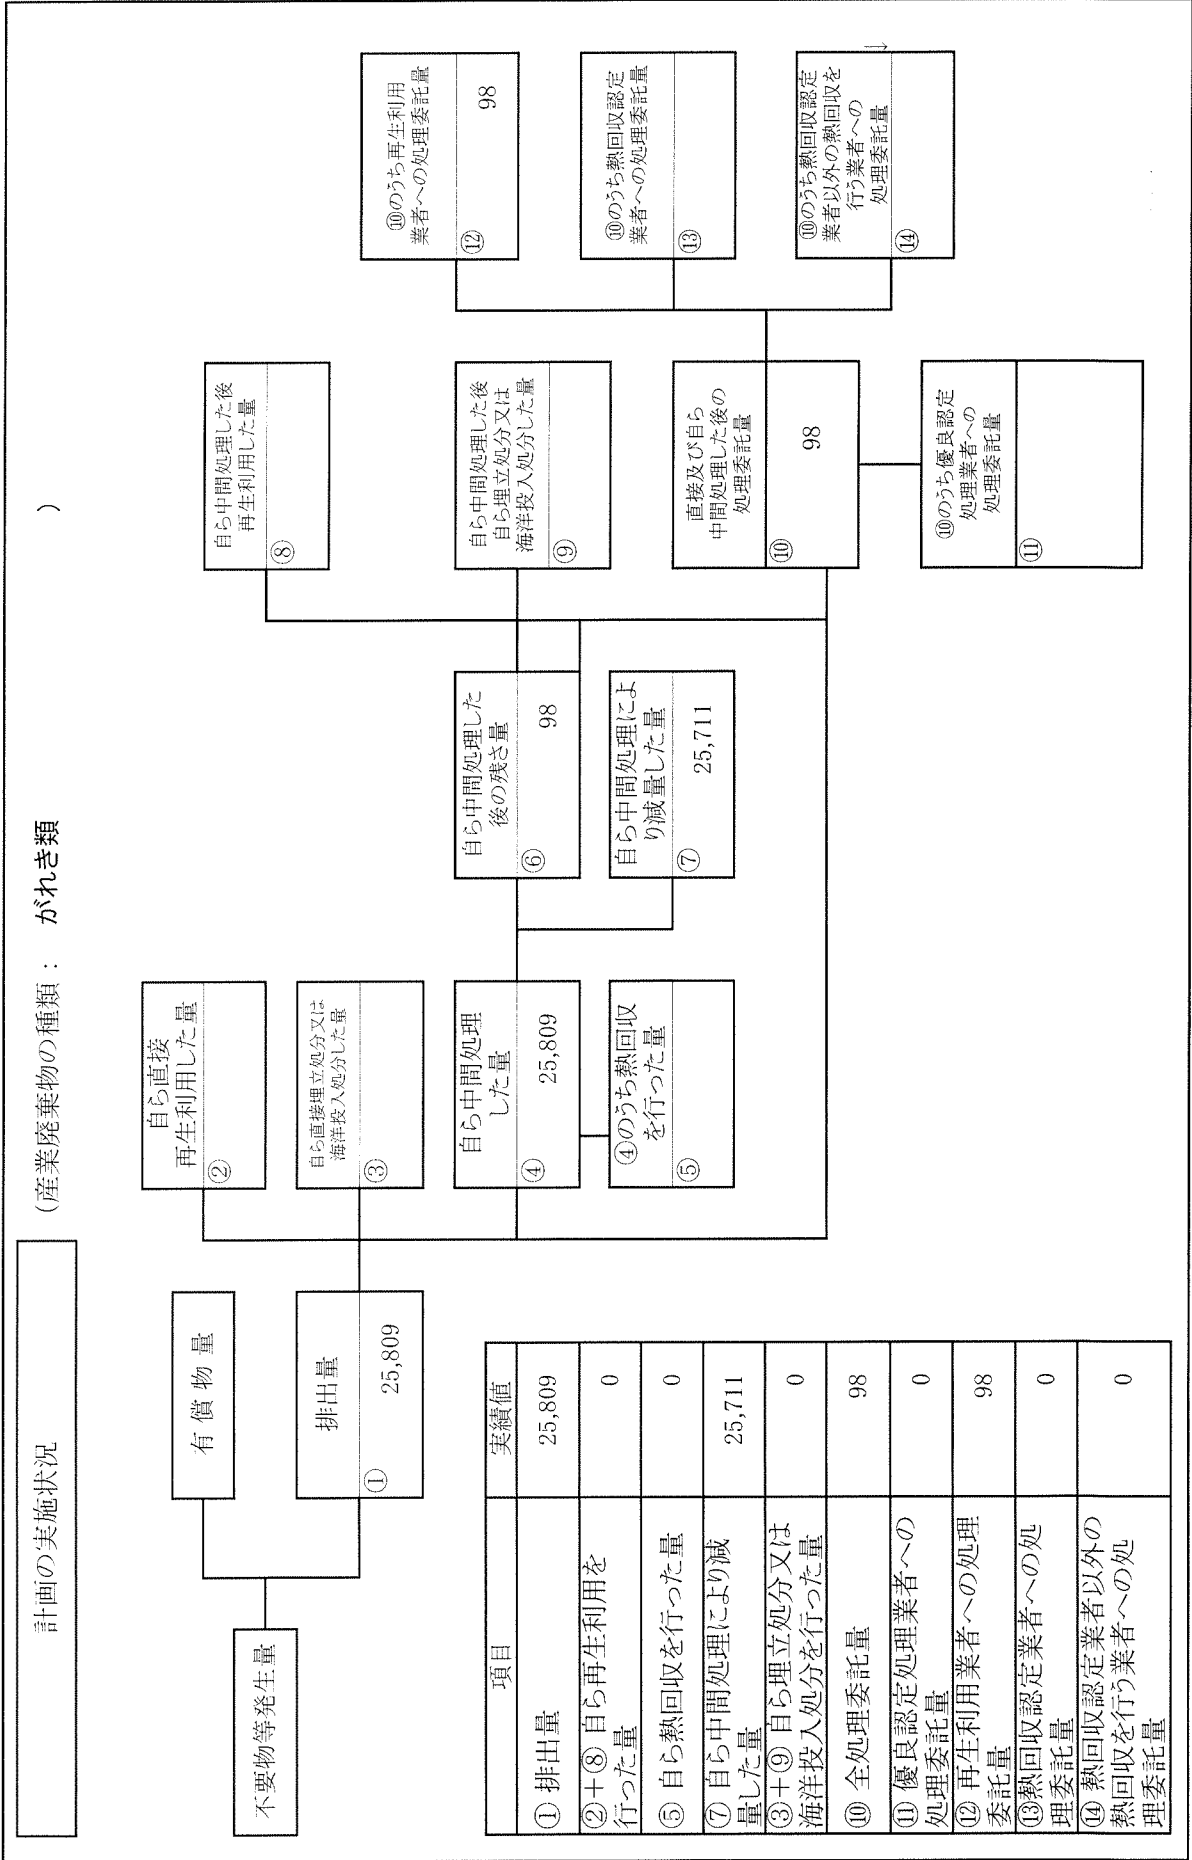 計画の実施状況
(産業廃棄物の種類： がれき類 )
不要物等発生量
有償物量
排出量
①
25,809
自ら直接
再生利用した量
②
自ら直接埋立処分又は
海洋投入処分した量
③
自ら中間処理
した量
④
25,809
④のうち熱回収
を行った量
⑤
自ら中間処理した
後の残さ量
⑥
98
自ら中間処理によ
り減量した量
⑦
25,711
自ら中間処理した後
再生利用した量
⑧
自ら中間処理した後
自ら埋立処分又は
海洋投入処分した量
⑨
直接及び自ら
中間処理した後の
処理委託量
⑩
98
⑩のうち優良認定
処理業者への
処理委託量
⑪
⑩のうち再生利用
業者への処理委託量
⑫
98
⑩のうち熱回収認定
業者への処理委託量
⑬
⑩のうち熱回収認定
業者以外の熱回収を
行う業者への
処理委託量
⑭
項目 実績値
① 排出量 25,809
②＋⑧ 自ら再生利用を
行った量 0
⑤ 自ら熱回収を行った量 0
⑦ 自ら中間処理により減
量した量 25,711
③＋⑨ 自ら埋立処分又は
海洋投入処分を行った量 0
⑩ 全処理委託量 98
⑪ 優良認定処理業者への
処理委託量 0
⑫ 再生利用業者への処理
委託量 98
⑬熱回収認定業者への処
理委託量 0
⑭ 熱回収認定業者以外の
熱回収を行う業者への処
理委託量 0